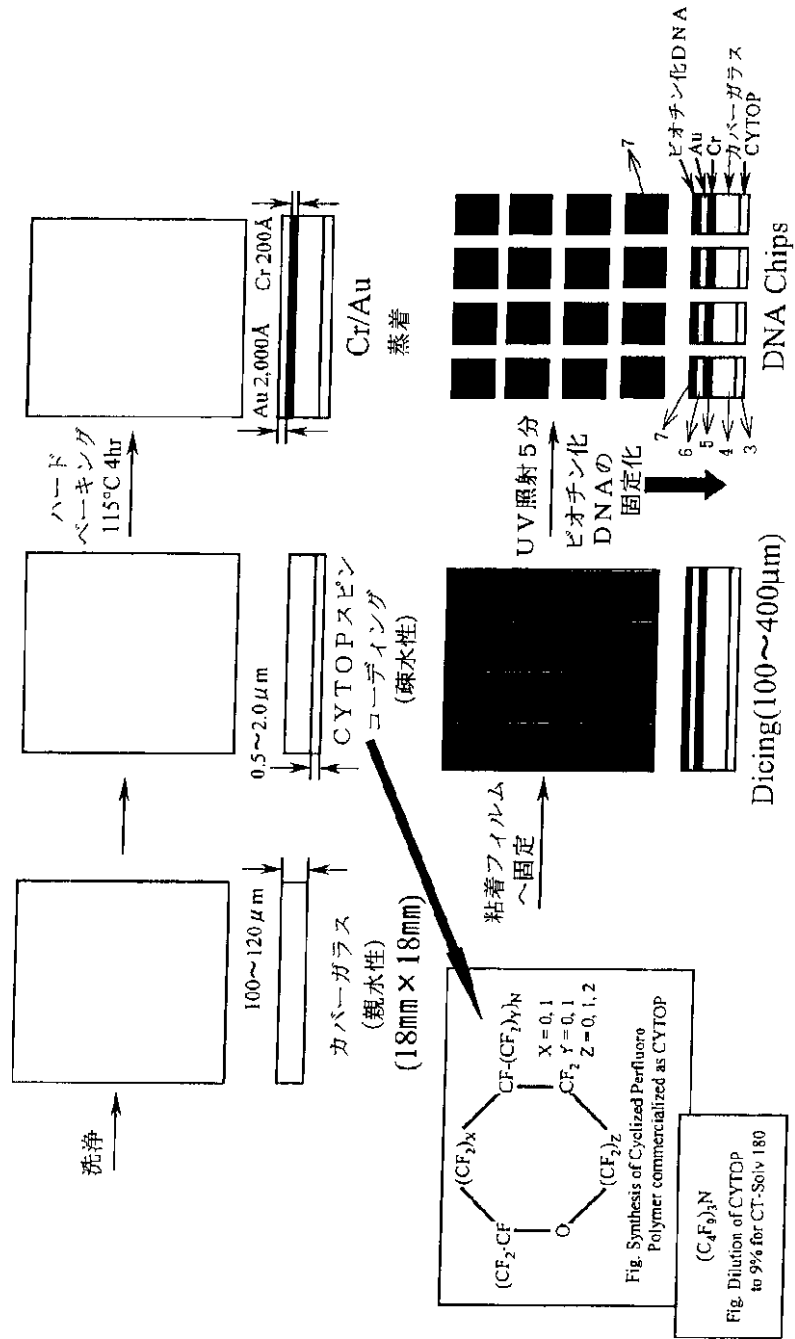 洗浄
100〜120μm
カバーガラス
(親水性)
(18mm×18mm)
0.5〜2.0μm
CYTOPスピン
コーディング
(疎水性)
ハード
ベーキング
115°C 4hr
Au 2,000Å
Cr 200Å
Cr/Au
蒸着
(CF₂-CF
(CF₂)ₓ
CF-(CF₂)ᵧ)N
CF₂
O
(CF₂)z
X = 0, 1
Y = 0, 1
Z = 0, 1, 2
Fig. Synthesis of Cyclized Perfluoro
Polymer commercialized as CYTOP
(C₄F₉)₃N
Fig. Dilution of CYTOP
to 9% for CT-Solv 180
粘着フィルム
へ固定
Dicing(100〜400μm)
UV照射5分
ビオチン化
DNAの
固定化
7
7
6
5
4
3
ビオチン化DNA
Au
Cr
カバーガラス
CYTOP
DNA Chips